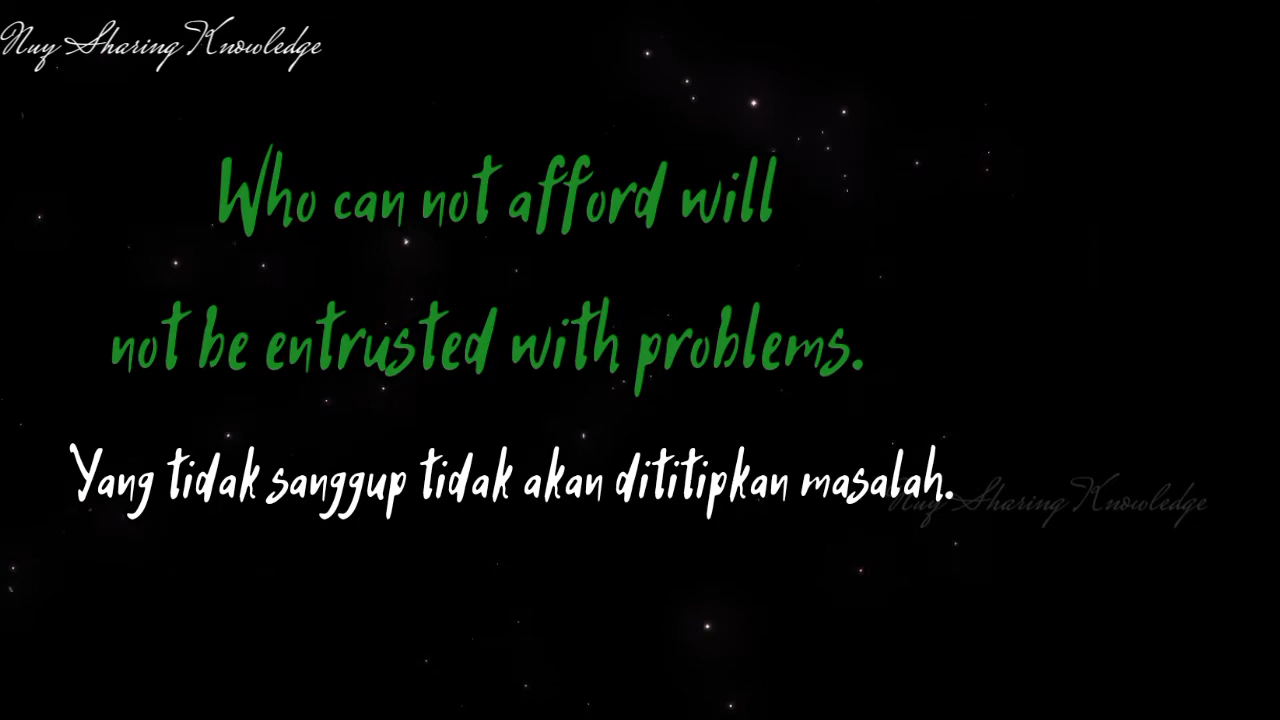 Nuy Sharing Knowledge
Who can not afford will
not be entrusted with problems.
Yang tidak sanggup tidak akan dititipkan masalah.
Nuy Sharing Knowledge